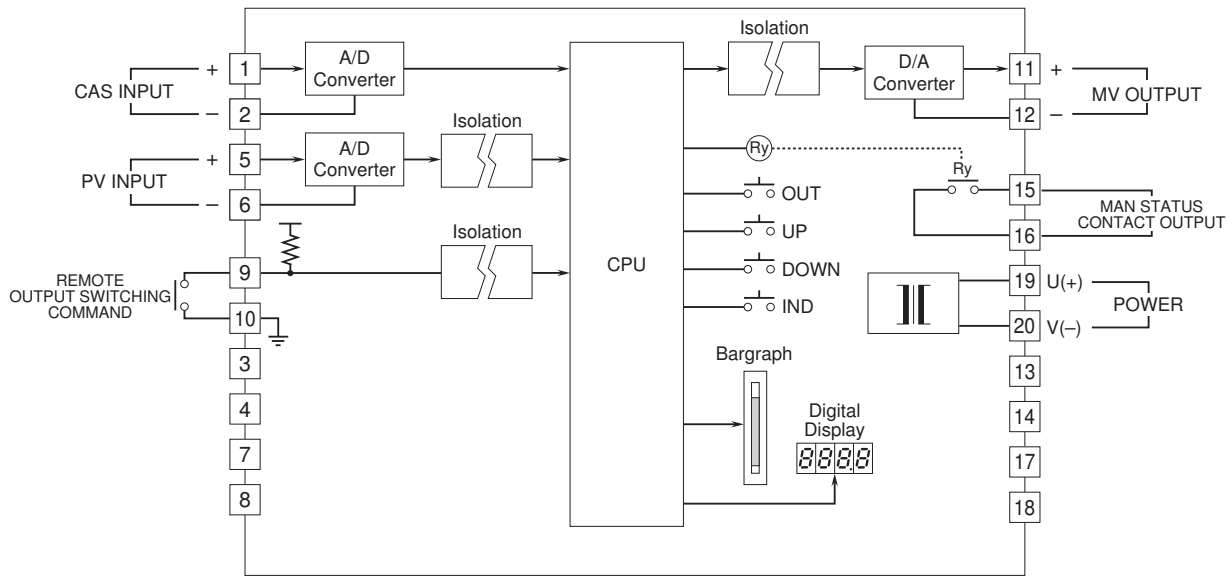 Isolation
1
+
A/D
Converter
D/A
Converter
11
+
CAS INPUT
MV OUTPUT
2
–
12
–
Isolation
5
+
A/D
Converter
PV INPUT
6
–
Ry
Ry
15
OUT
MAN STATUS
CONTACT OUTPUT
16
UP
Isolation
9
CPU
DOWN
REMOTE
OUTPUT SWITCHING
COMMAND
10
IND
19
U(+)
POWER
20
V(–)
3
Bargraph
13
4
Digital
Display
14
7
888.8
17
8
18